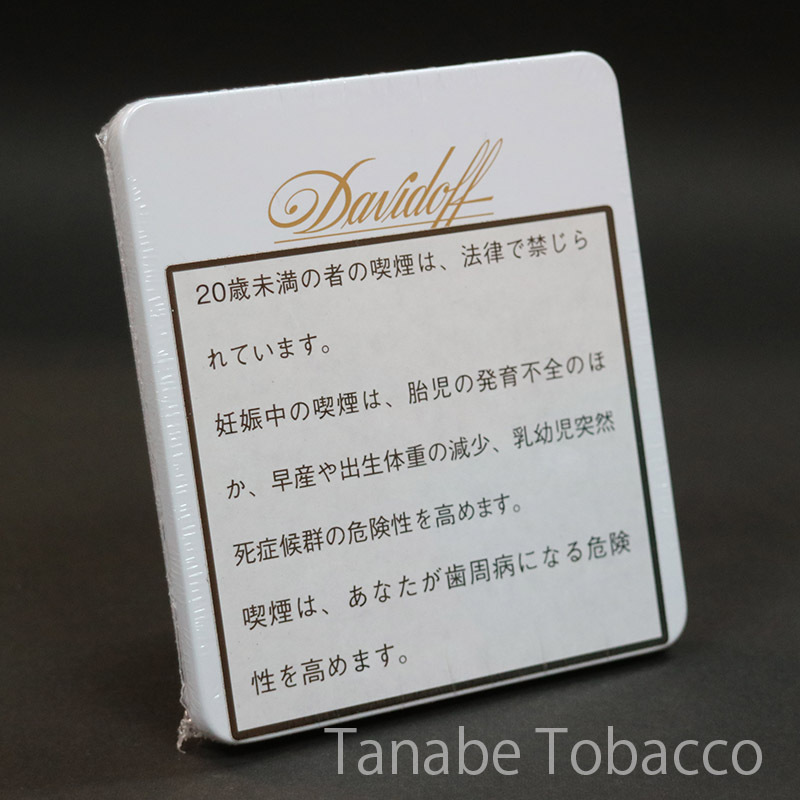 Davidoff
20歳未満の者の喫煙は、法律で禁じら
れています。
妊娠中の喫煙は、胎児の発育不全のほ
か、早産や出生体重の減少、乳幼児突然
死症候群の危険性を高めます。
喫煙は、あなたが歯周病になる危険
性を高めます。
Tanabe Tobacco